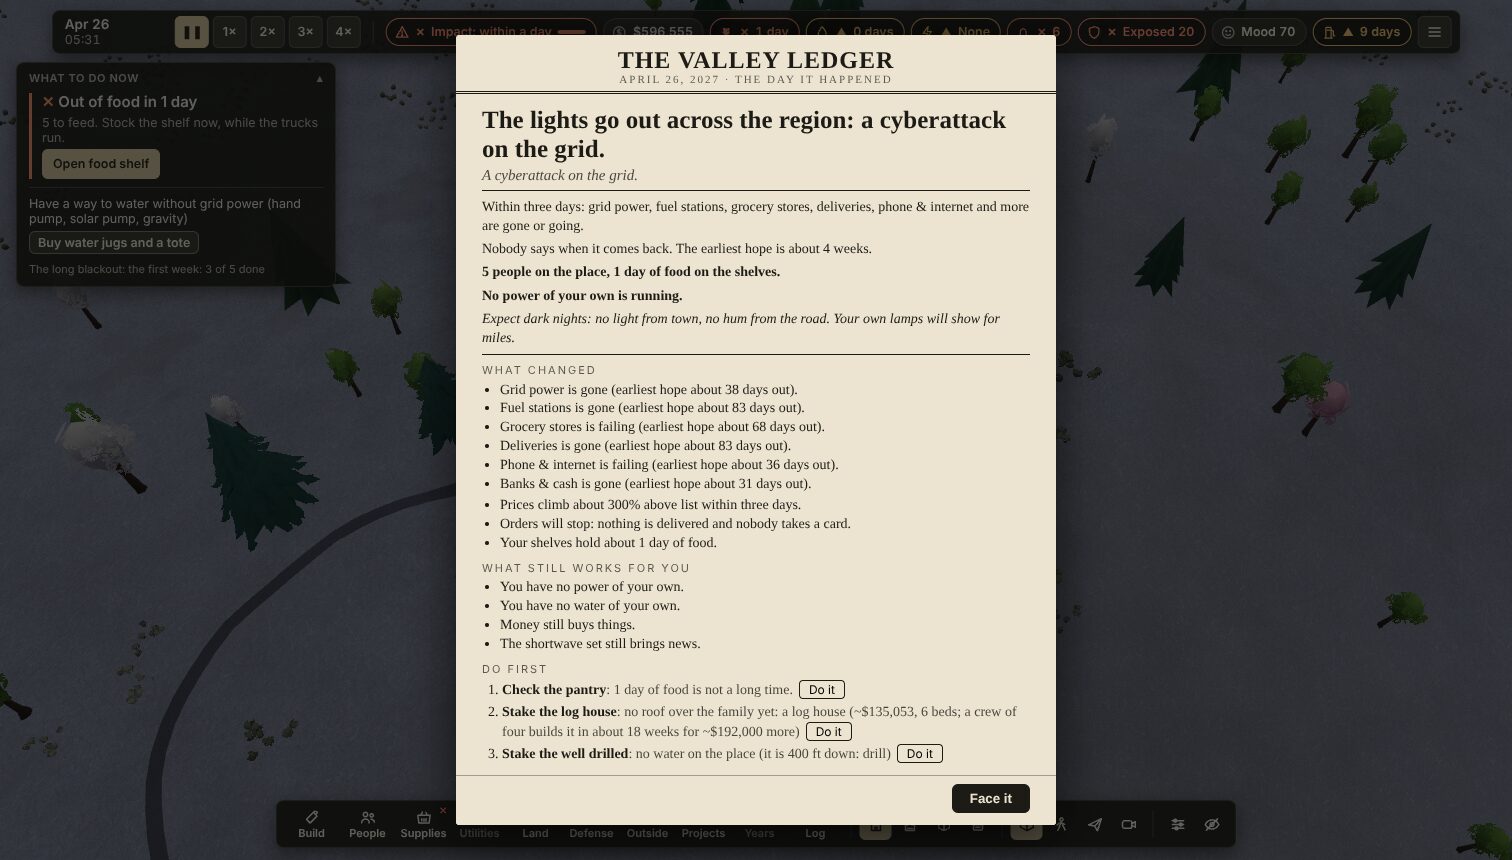 Apr 26
05:31
1× 2× 3× 4×
× Impact: within a day
$596 555
× 1 day
▲ 0 days
▲ None
× 6
× Exposed 20
Mood 70
▲ 9 days
WHAT TO DO NOW ▲
× Out of food in 1 day
5 to feed. Stock the shelf now, while the trucks
run.
Open food shelf
Have a way to water without grid power (hand
pump, solar pump, gravity)
Buy water jugs and a tote
The long blackout: the first week: 3 of 5 done
THE VALLEY LEDGER
APRIL 26, 2027 · THE DAY IT HAPPENED
The lights go out across the region: a cyberattack
on the grid.
A cyberattack on the grid.
Within three days: grid power, fuel stations, grocery stores, deliveries, phone & internet and more
are gone or going.
Nobody says when it comes back. The earliest hope is about 4 weeks.
5 people on the place, 1 day of food on the shelves.
No power of your own is running.
Expect dark nights: no light from town, no hum from the road. Your own lamps will show for
miles.
WHAT CHANGED
• Grid power is gone (earliest hope about 38 days out).
• Fuel stations is gone (earliest hope about 83 days out).
• Grocery stores is failing (earliest hope about 68 days out).
• Deliveries is gone (earliest hope about 83 days out).
• Phone & internet is failing (earliest hope about 36 days out).
• Banks & cash is gone (earliest hope about 31 days out).
• Prices climb about 300% above list within three days.
• Orders will stop: nothing is delivered and nobody takes a card.
• Your shelves hold about 1 day of food.
WHAT STILL WORKS FOR YOU
• You have no power of your own.
• You have no water of your own.
• Money still buys things.
• The shortwave set still brings news.
DO FIRST
1. Check the pantry: 1 day of food is not a long time. Do it
2. Stake the log house: no roof over the family yet: a log house (~$135,053, 6 beds; a crew of
four builds it in about 18 weeks for ~$192,000 more) Do it
3. Stake the well drilled: no water on the place (it is 400 ft down: drill) Do it
Face it
Build People Supplies Utilities Land Defense Outside Projects Years Log